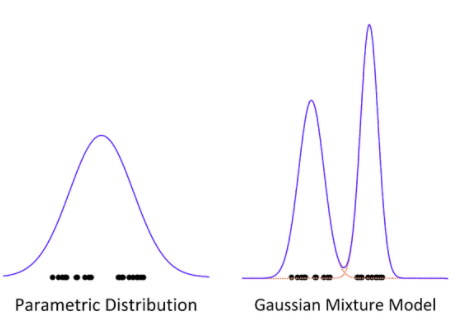 Parametric Distribution
Gaussian Mixture Model